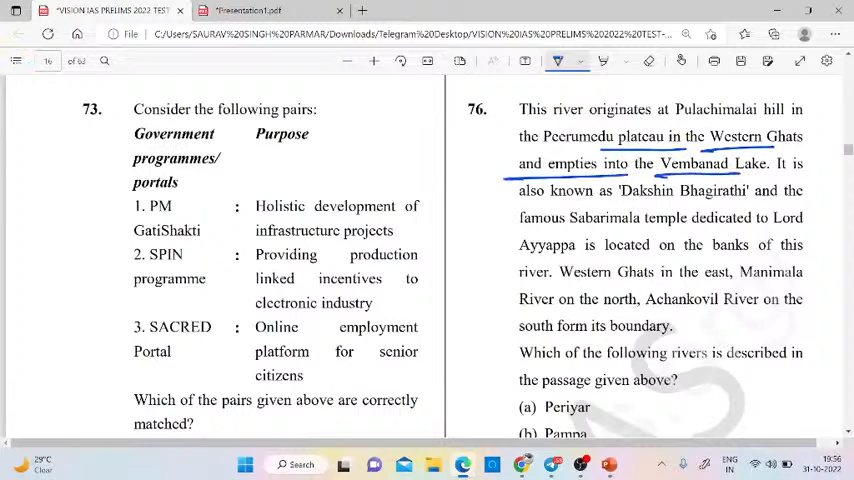 *VISION IAS PRELIMS 2022 TEST
*Presentation1.pdf
File
C:/Users/SAURAV%20SINGH%20PARMAR/Downloads/Telegram%20Desktop/VISION%20IAS%20PRELIMS%202022%20TEST-...
16 of 63
73. Consider the following pairs:
Government Purpose
programmes/
portals
1. PM : Holistic development of
GatiShakti infrastructure projects
2. SPIN : Providing production
programme linked incentives to
electronic industry
3. SACRED : Online employment
Portal platform for senior
citizens
Which of the pairs given above are correctly
matched?
76. This river originates at Pulachimalai hill in
the Peerumedu plateau in the Western Ghats
and empties into the Vembanad Lake. It is
also known as 'Dakshin Bhagirathi' and the
famous Sabarimala temple dedicated to Lord
Ayyappa is located on the banks of this
river. Western Ghats in the east, Manimala
River on the north, Achankovil River on the
south form its boundary.
Which of the following rivers is described in
the passage given above?
(a) Periyar
(b) Pampa
29°C
Clear
Search
ENG
IN
19:56
31-10-2022